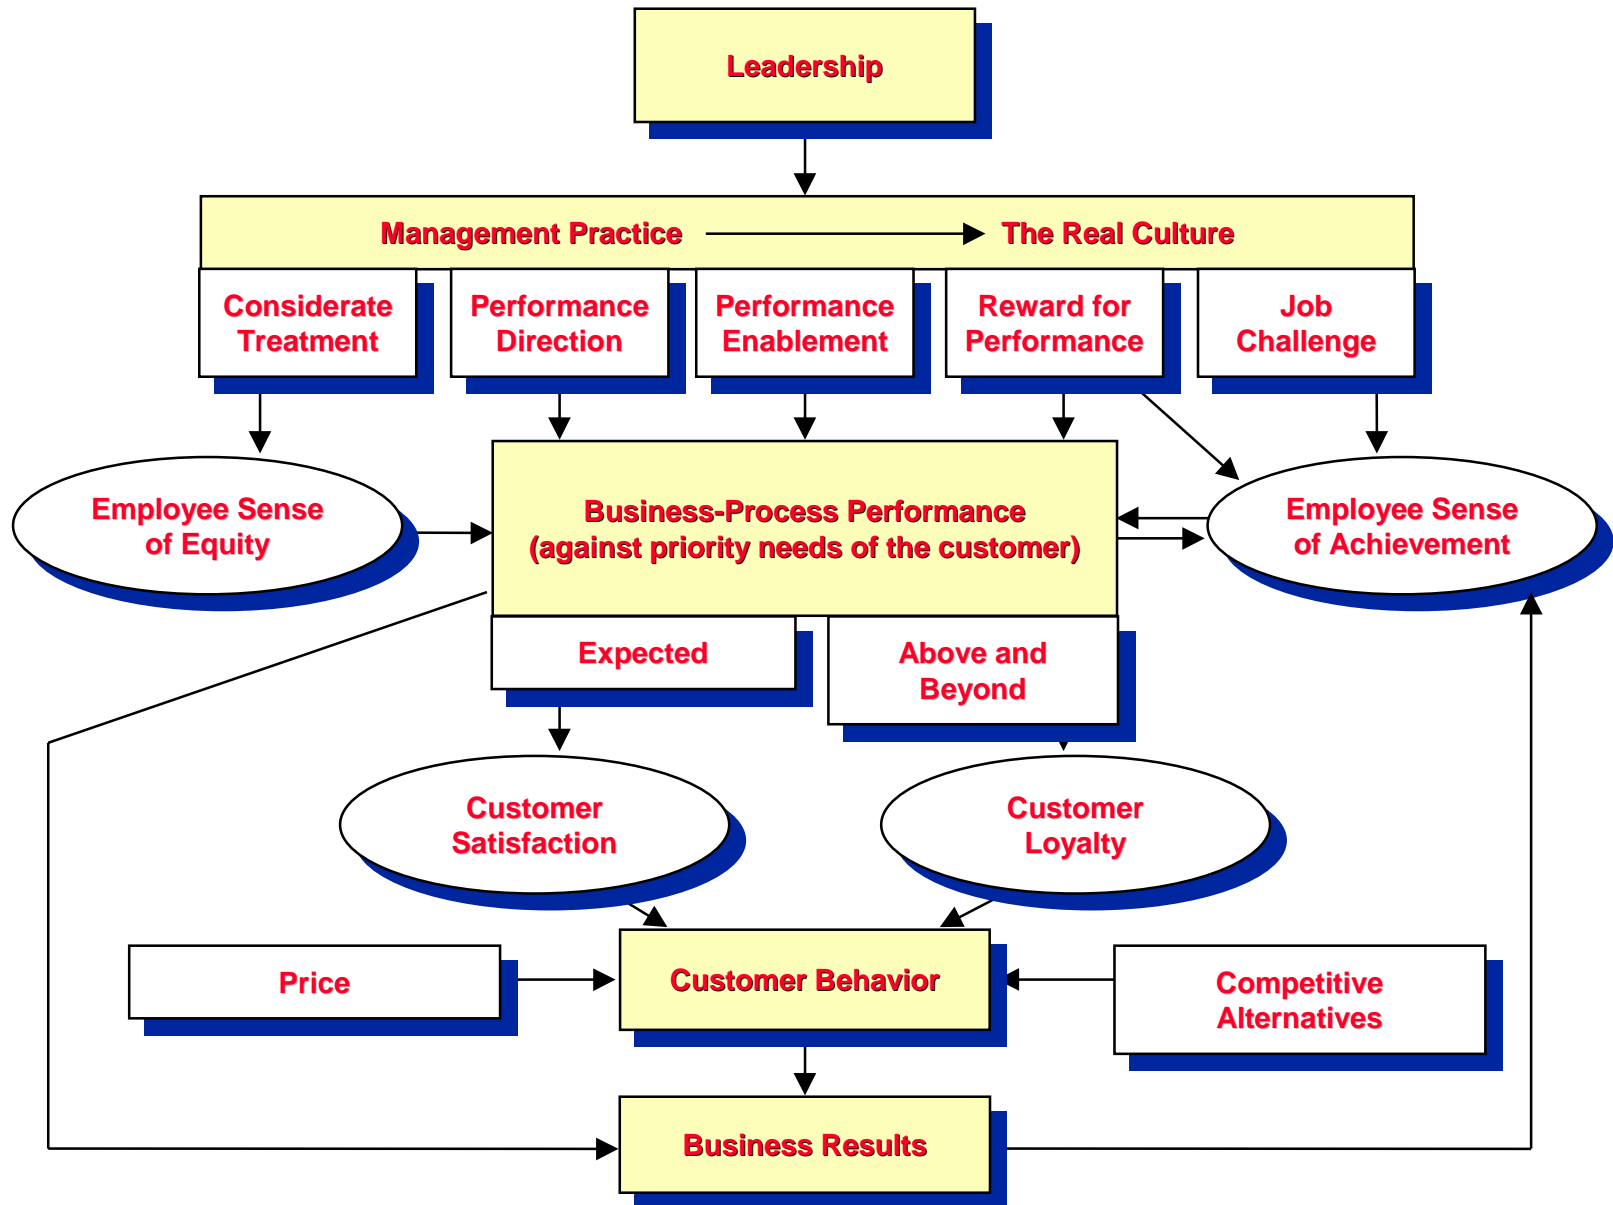 Leadership
Management Practice
The Real Culture
Considerate
Treatment
Performance
Direction
Performance
Enablement
Reward for
Performance
Job
Challenge
Employee Sense
of Equity
Business-Process Performance
(against priority needs of the customer)
Employee Sense
of Achievement
Expected
Above and
Beyond
Customer
Satisfaction
Customer
Loyalty
Price
Customer Behavior
Competitive
Alternatives
Business Results